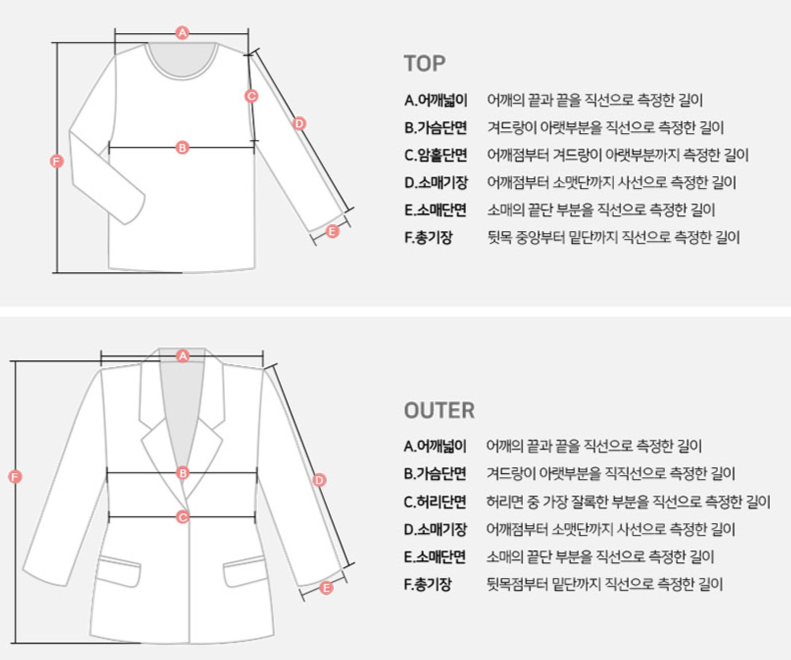 A
B
C
D
E
F
TOP
A.어깨넓이 어깨의 끝과 끝을 직선으로 측정한 길이
B.가슴단면 겨드랑이 아랫부분을 직선으로 측정한 길이
C.암홀단면 어깨점부터 겨드랑이 아랫부분까지 측정한 길이
D.소매기장 어깨점부터 소맷단까지 사선으로 측정한 길이
E.소매단면 소매의 끝단 부분을 직선으로 측정한 길이
F.총기장 뒷목 중앙부터 밑단까지 직선으로 측정한 길이
A
B
C
D
E
F
OUTER
A.어깨넓이 어깨의 끝과 끝을 직선으로 측정한 길이
B.가슴단면 겨드랑이 아랫부분을 직직선으로 측정한 길이
C.허리단면 허리면 중 가장 잘록한 부분을 직선으로 측정한 길이
D.소매기장 어깨점부터 소맷단까지 사선으로 측정한 길이
E.소매단면 소매의 끝단 부분을 직선으로 측정한 길이
F.총기장 뒷목점부터 밑단까지 직선으로 측정한 길이